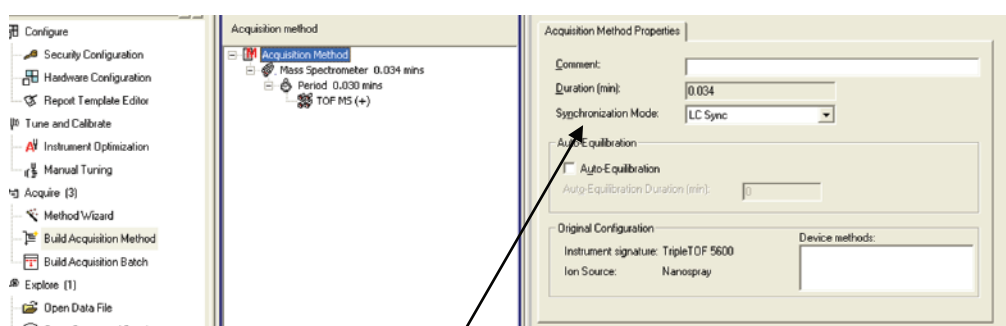 Configure
Security Configuration
Hardware Configuration
Report Template Editor
Tune and Calibrate
Instrument Optimization
Manual Tuning
Acquire (3)
Method Wizard
Build Acquisition Method
Build Acquisition Batch
Explore (1)
Open Data File
Acquisition method
Acquisition Method
Mass Spectrometer 0.034 mins
Period 0.030 mins
TOF MS (+)
Acquisition Method Properties
Comment:
Duration (min): 0.034
Synchronization Mode: LC Sync
Auto-Equilibration
Auto-Equilibration
Auto-Equilibration Duration (min): 0
Original Configuration
Instrument signature: TripleTOF 5600
Ion Source: Nanospray
Device methods: